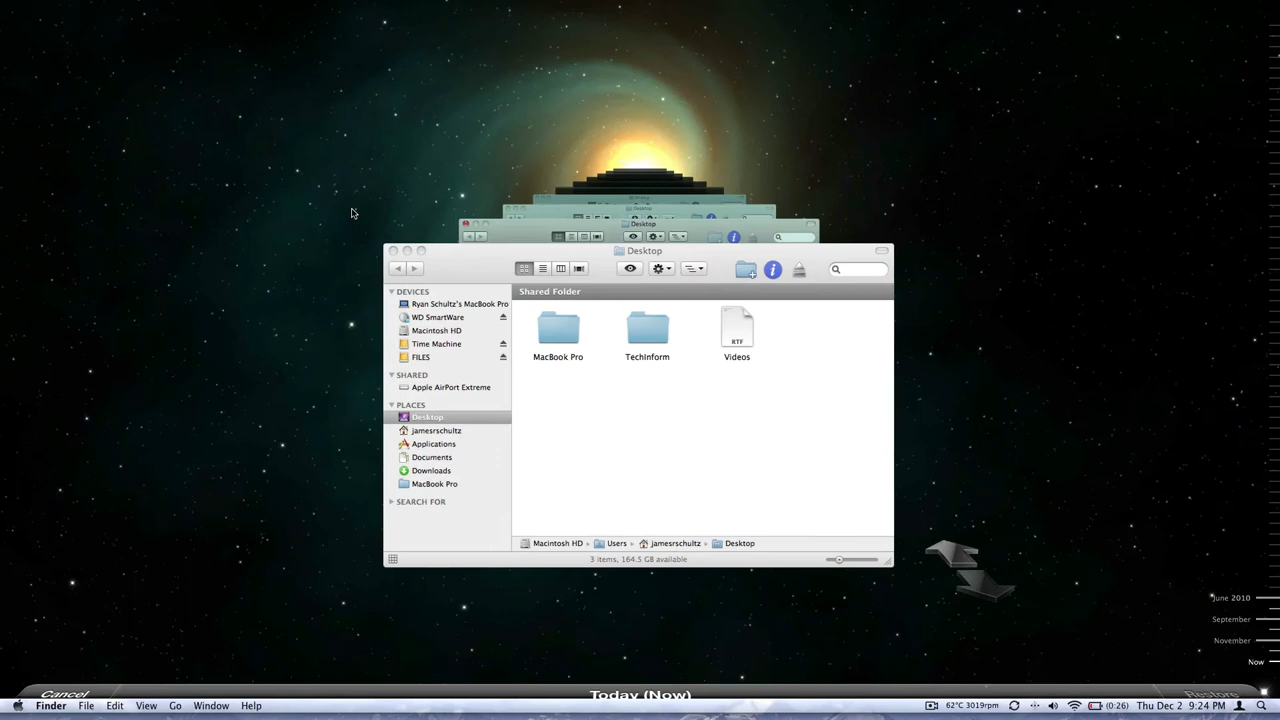 Desktop
Desktop
Desktop
DEVICES
Ryan Schultz's MacBook Pro
WD SmartWare
Macintosh HD
Time Machine
FILES
SHARED
Apple AirPort Extreme
PLACES
Desktop
jamesrschultz
Applications
Documents
Downloads
MacBook Pro
SEARCH FOR
Shared Folder
MacBook Pro
TechInform
RTF
Videos
Macintosh HD
Users
jamesrschultz
Desktop
3 items, 164.5 GB available
June 2010
September
November
Now
Cancel
Today (Now)
Restore
Finder File Edit View Go Window Help
62°C 3019rpm
(0:26)
Thu Dec 2 9:24 PM